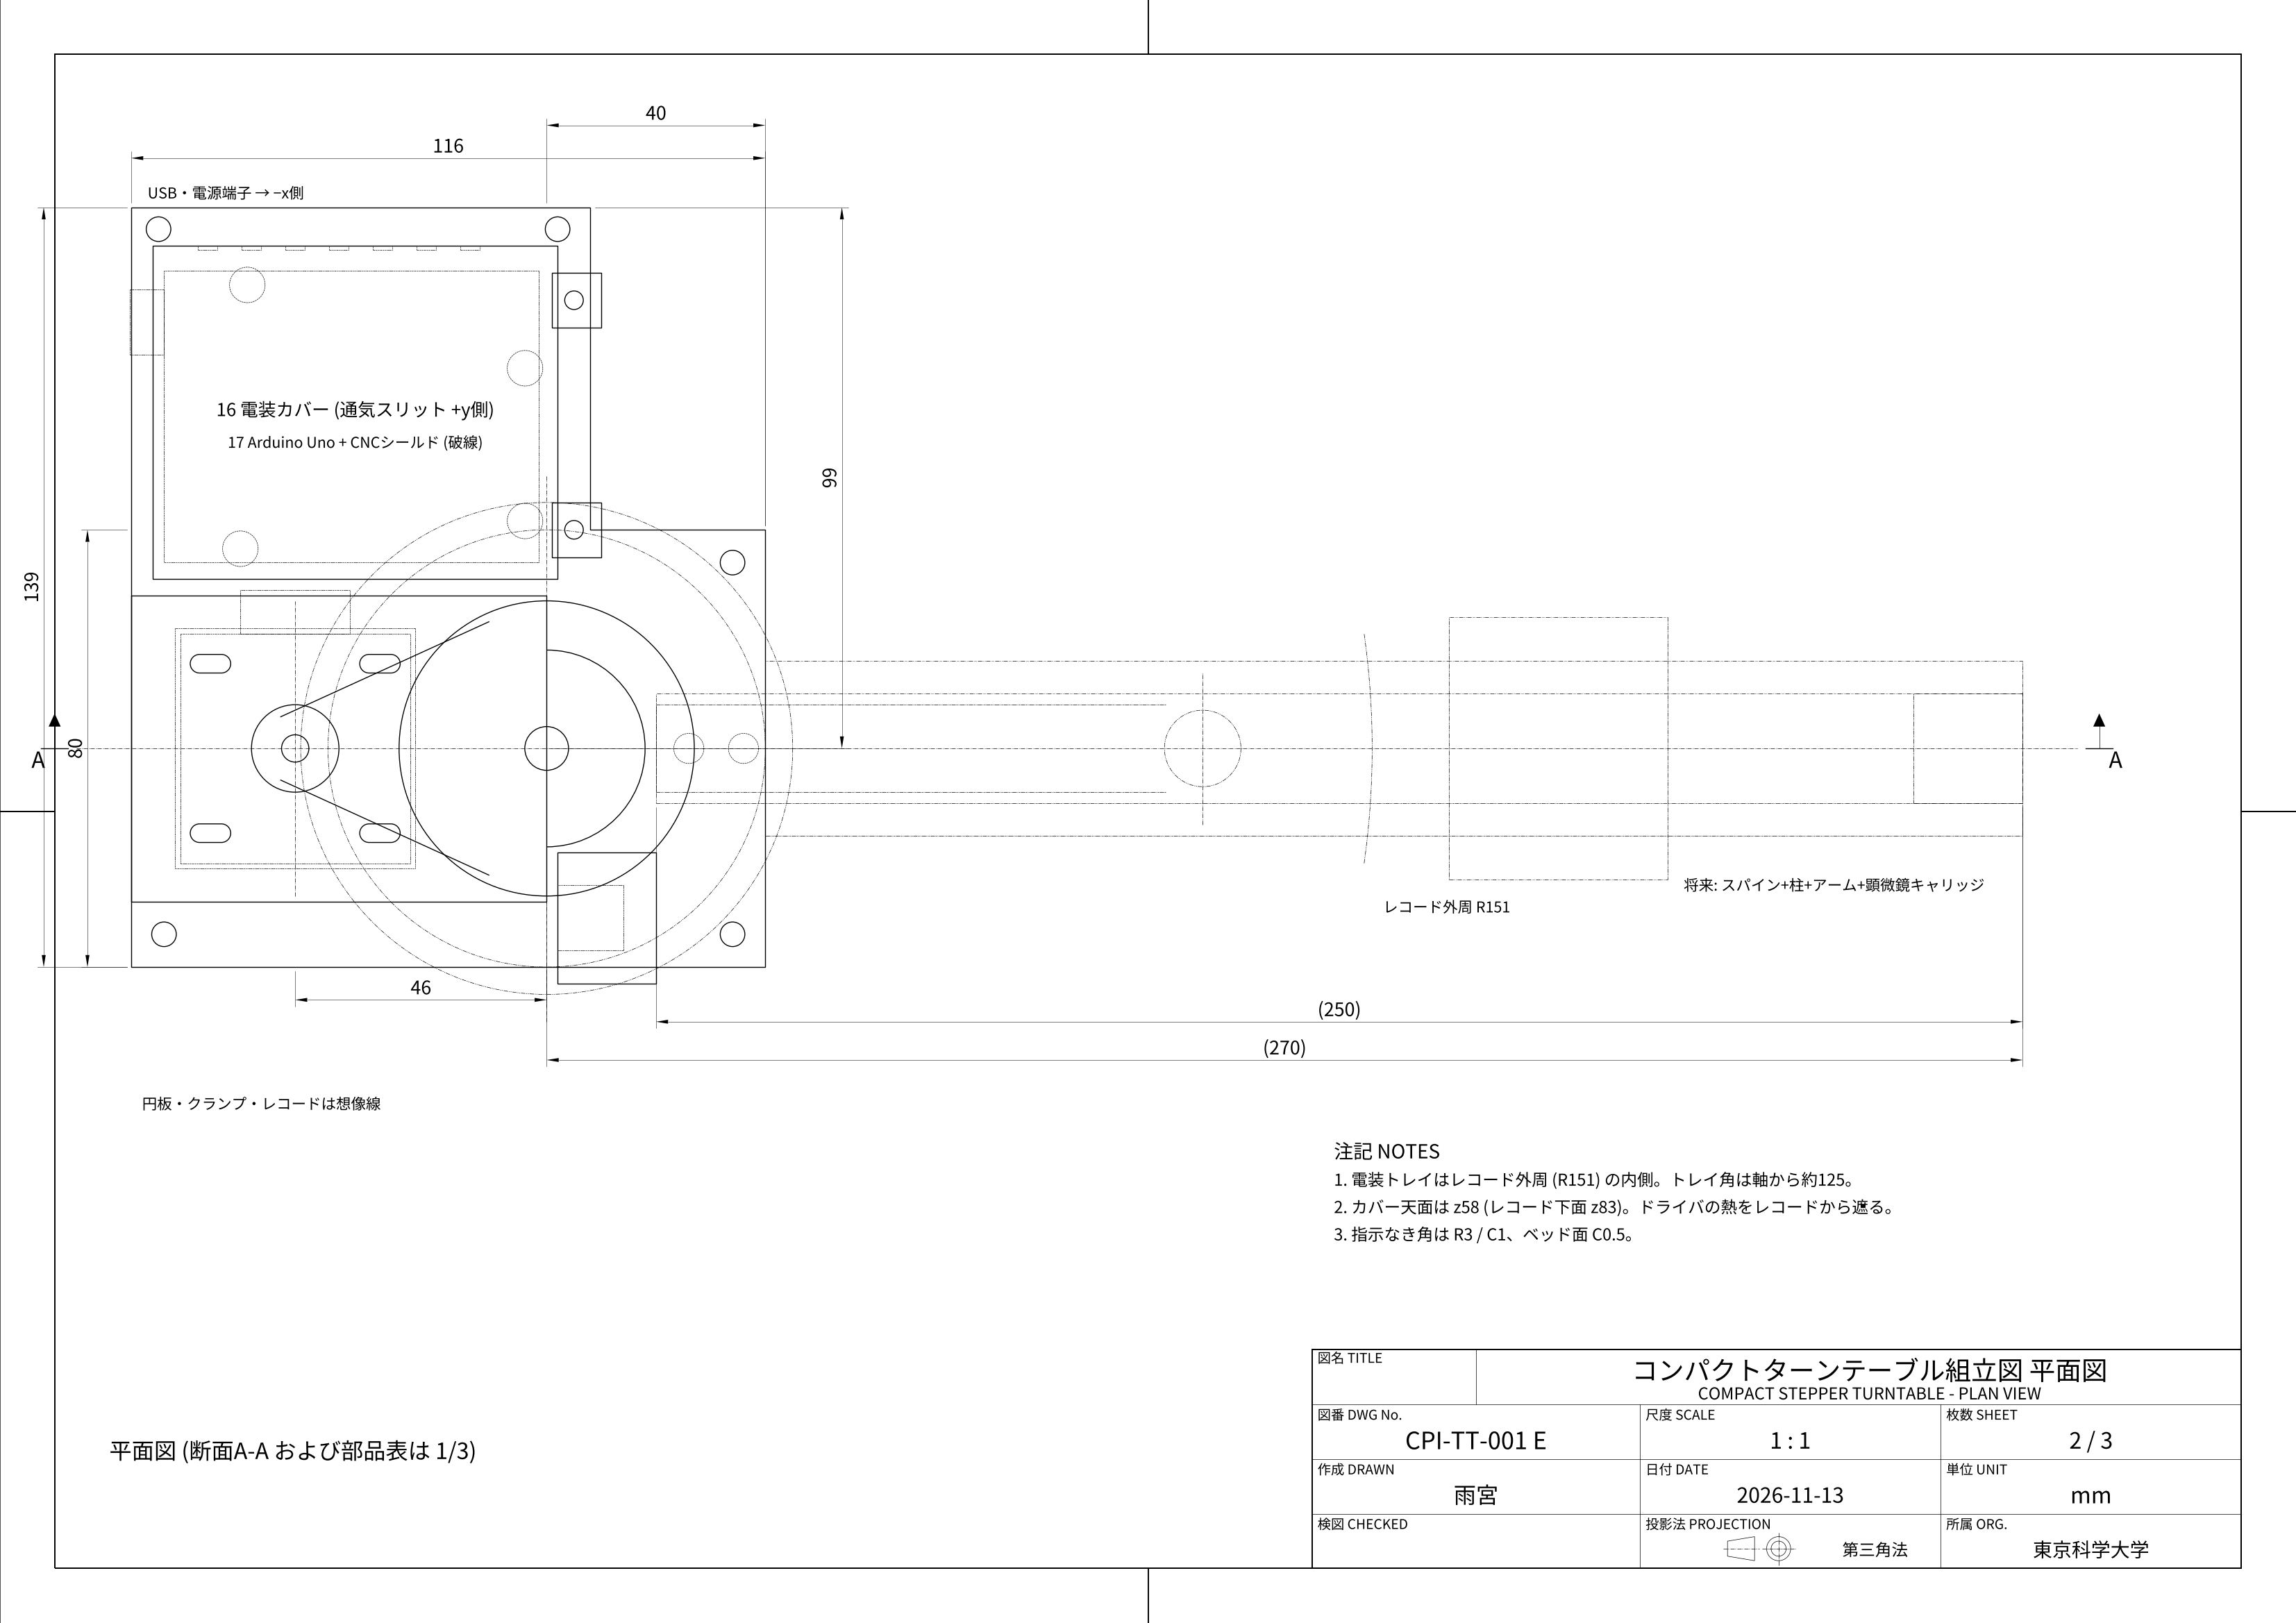 40
116
USB・電源端子 → −x側
16 電装カバー (通気スリット +y側)
17 Arduino Uno + CNCシールド (破線)
99
139
80
A
A
将来: スパイン+柱+アーム+顕微鏡キャリッジ
レコード外周 R151
46
(250)
(270)
円板・クランプ・レコードは想像線
注記 NOTES
1. 電装トレイはレコード外周 (R151) の内側。トレイ角は軸から約125。
2. カバー天面は z58 (レコード下面 z83)。ドライバの熱をレコードから遮る。
3. 指示なき角は R3 / C1、ベッド面 C0.5。
平面図 (断面A-A および部品表は 1/3)
図名 TITLE
コンパクトターンテーブル組立図 平面図
COMPACT STEPPER TURNTABLE - PLAN VIEW
図番 DWG No.
CPI-TT-001 E
尺度 SCALE
1 : 1
枚数 SHEET
2 / 3
作成 DRAWN
雨宮
日付 DATE
2026-11-13
単位 UNIT
mm
検図 CHECKED
投影法 PROJECTION
第三角法
所属 ORG.
東京科学大学